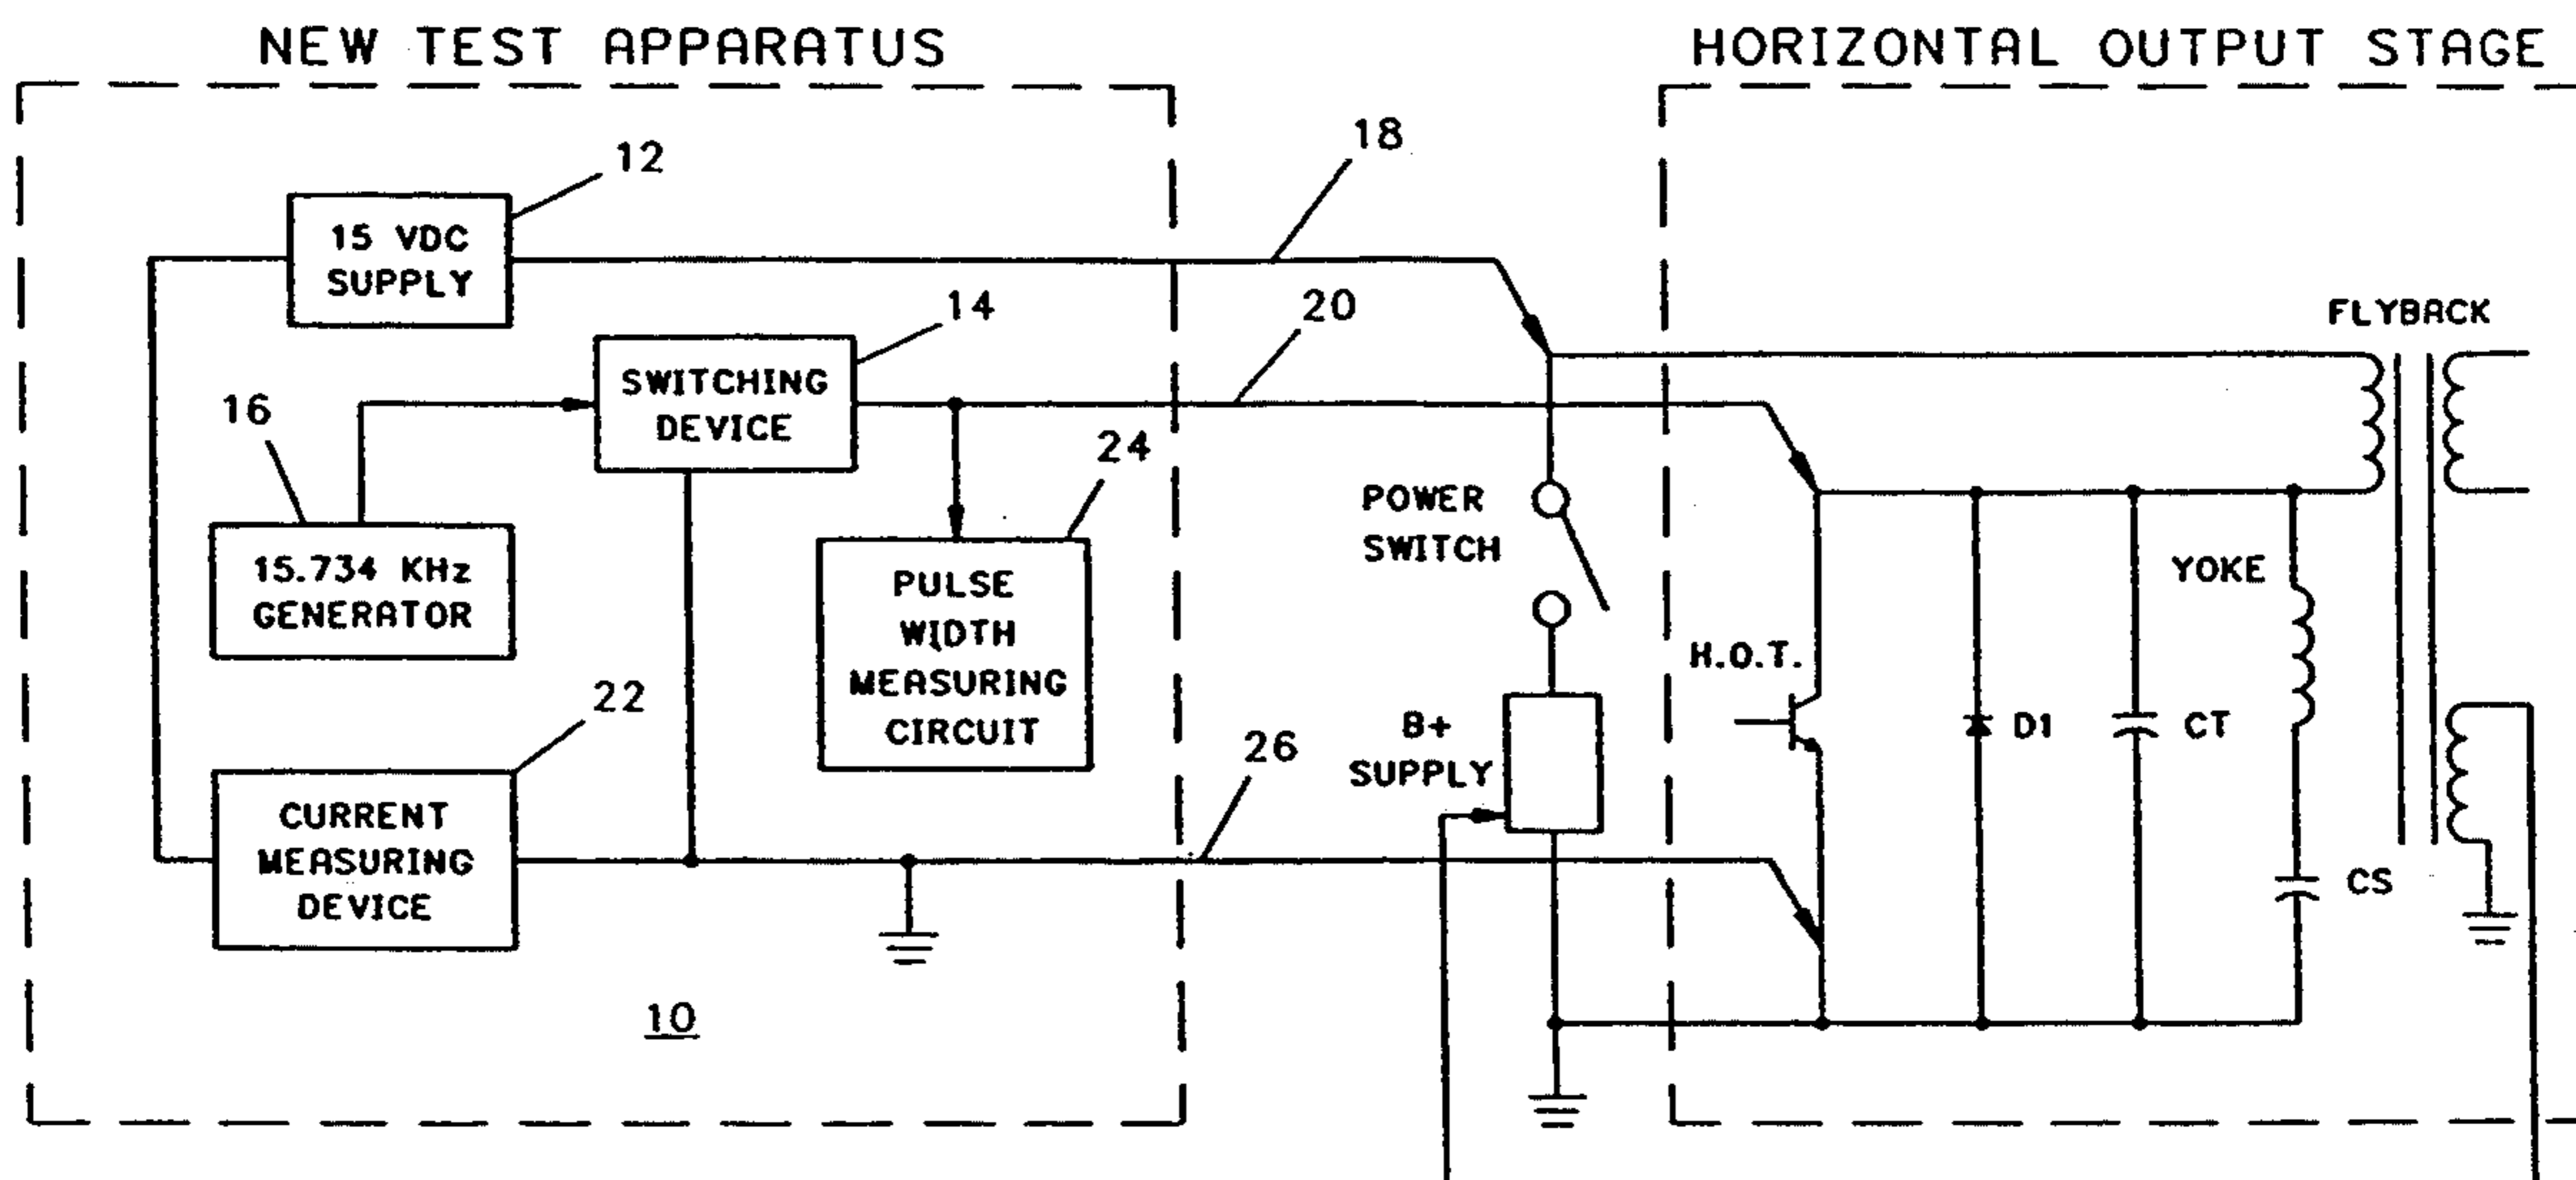 NEW TEST APPARATUS
HORIZONTAL OUTPUT STAGE
12
18
15 VDC
SUPPLY
14
20
FLYBACK
SWITCHING
DEVICE
16
24
POWER
SWITCH
15.734 KHz
GENERATOR
PULSE
WIDTH
MEASURING
CIRCUIT
YOKE
H.O.T.
22
26
B+
SUPPLY
D1
CT
CURRENT
MEASURING
DEVICE
CS
10